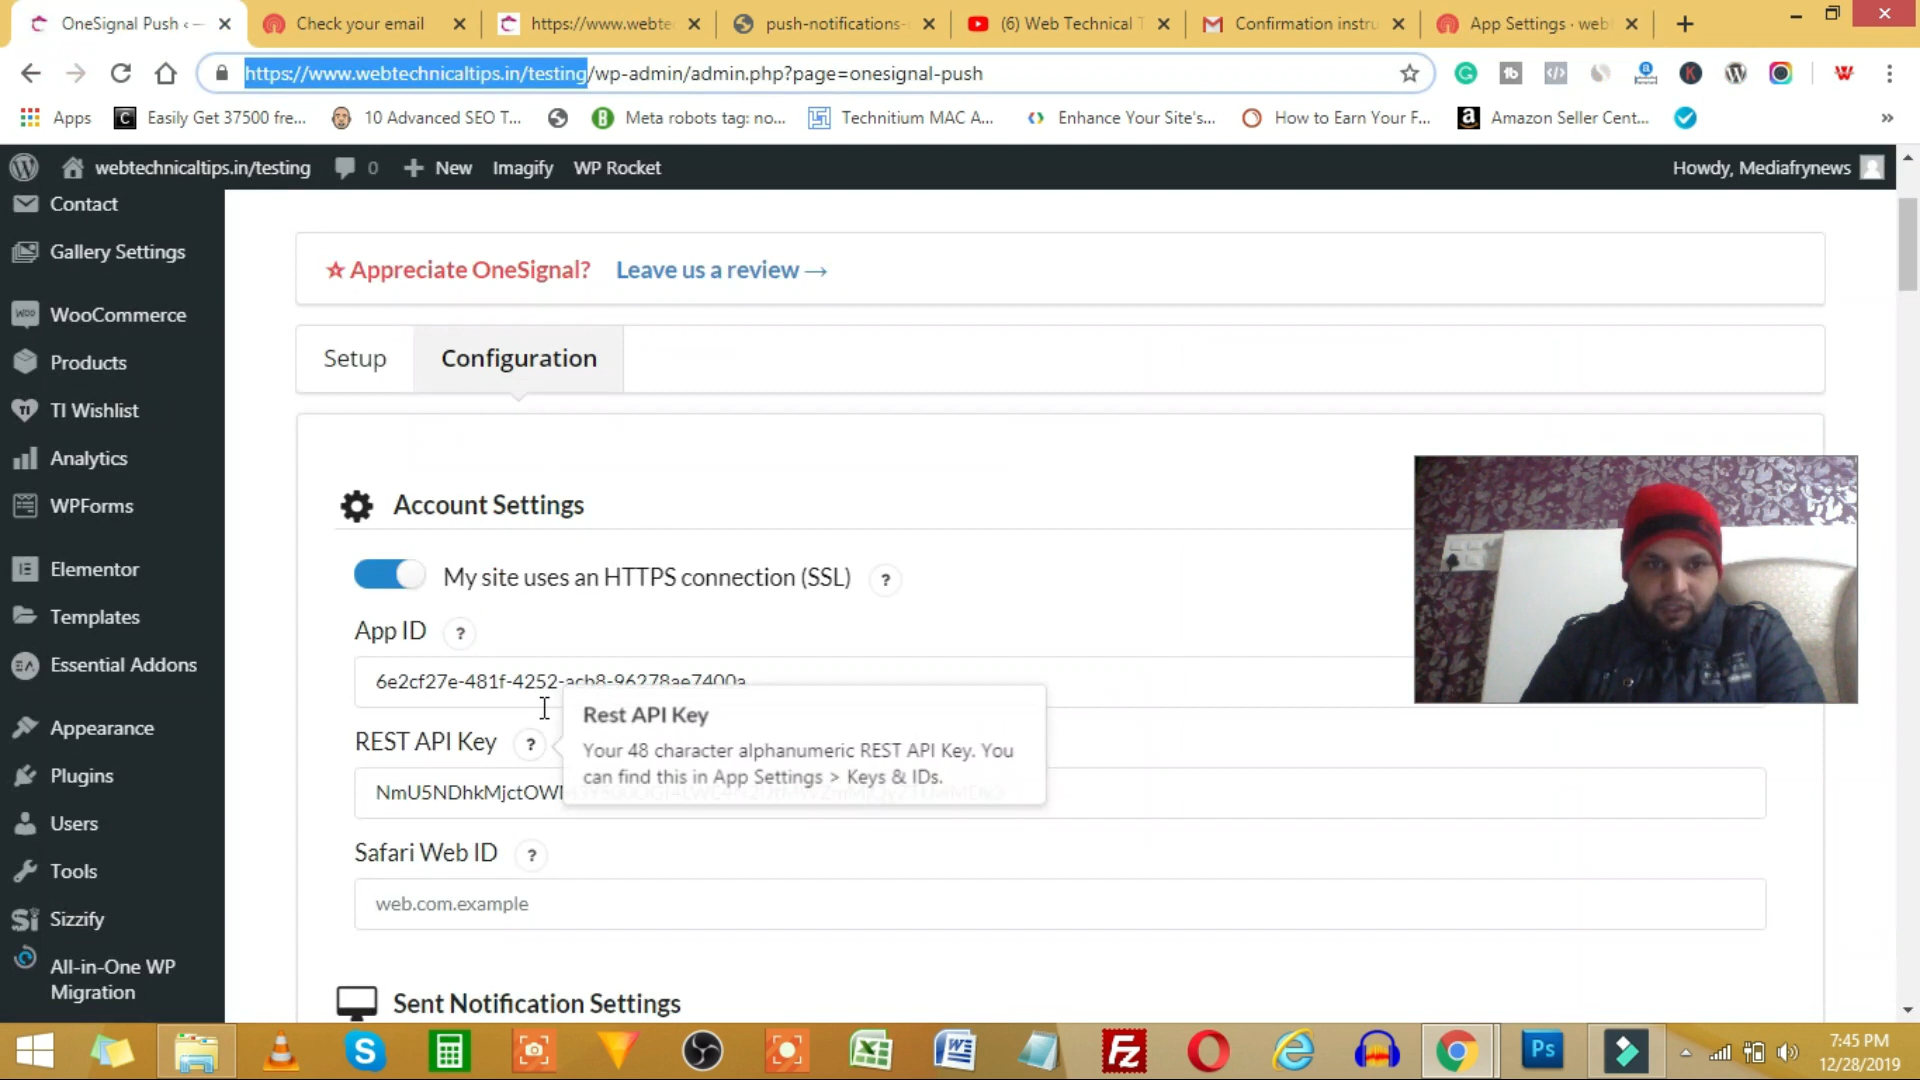 OneSignal Push ‹ —
Check your email
https://www.webte
push-notifications-
(6) Web Technical T
Confirmation instru
App Settings · web
https://www.webtechnicaltips.in/testing/wp-admin/admin.php?page=onesignal-push
Apps
Easily Get 37500 fre...
10 Advanced SEO T...
Meta robots tag: no...
Technitium MAC A...
Enhance Your Site's...
How to Earn Your F...
Amazon Seller Cent...
»
webtechnicaltips.in/testing
0
New
Imagify
WP Rocket
Howdy, Mediafrynews
Contact
Gallery Settings
WooCommerce
Products
TI Wishlist
Analytics
WPForms
Elementor
Templates
Essential Addons
Appearance
Plugins
Users
Tools
Sizzify
All-in-One WP
Migration
Appreciate OneSignal?
Leave us a review →
Setup
Configuration
Account Settings
My site uses an HTTPS connection (SSL) ?
App ID ?
6e2cf27e-481f-4252-acb8-96278ae7400a
REST API Key ?
Rest API Key
Your 48 character alphanumeric REST API Key. You
can find this in App Settings > Keys & IDs.
NmU5NDhkMjctOWI
Safari Web ID ?
web.com.example
Sent Notification Settings
7:45 PM
12/28/2019